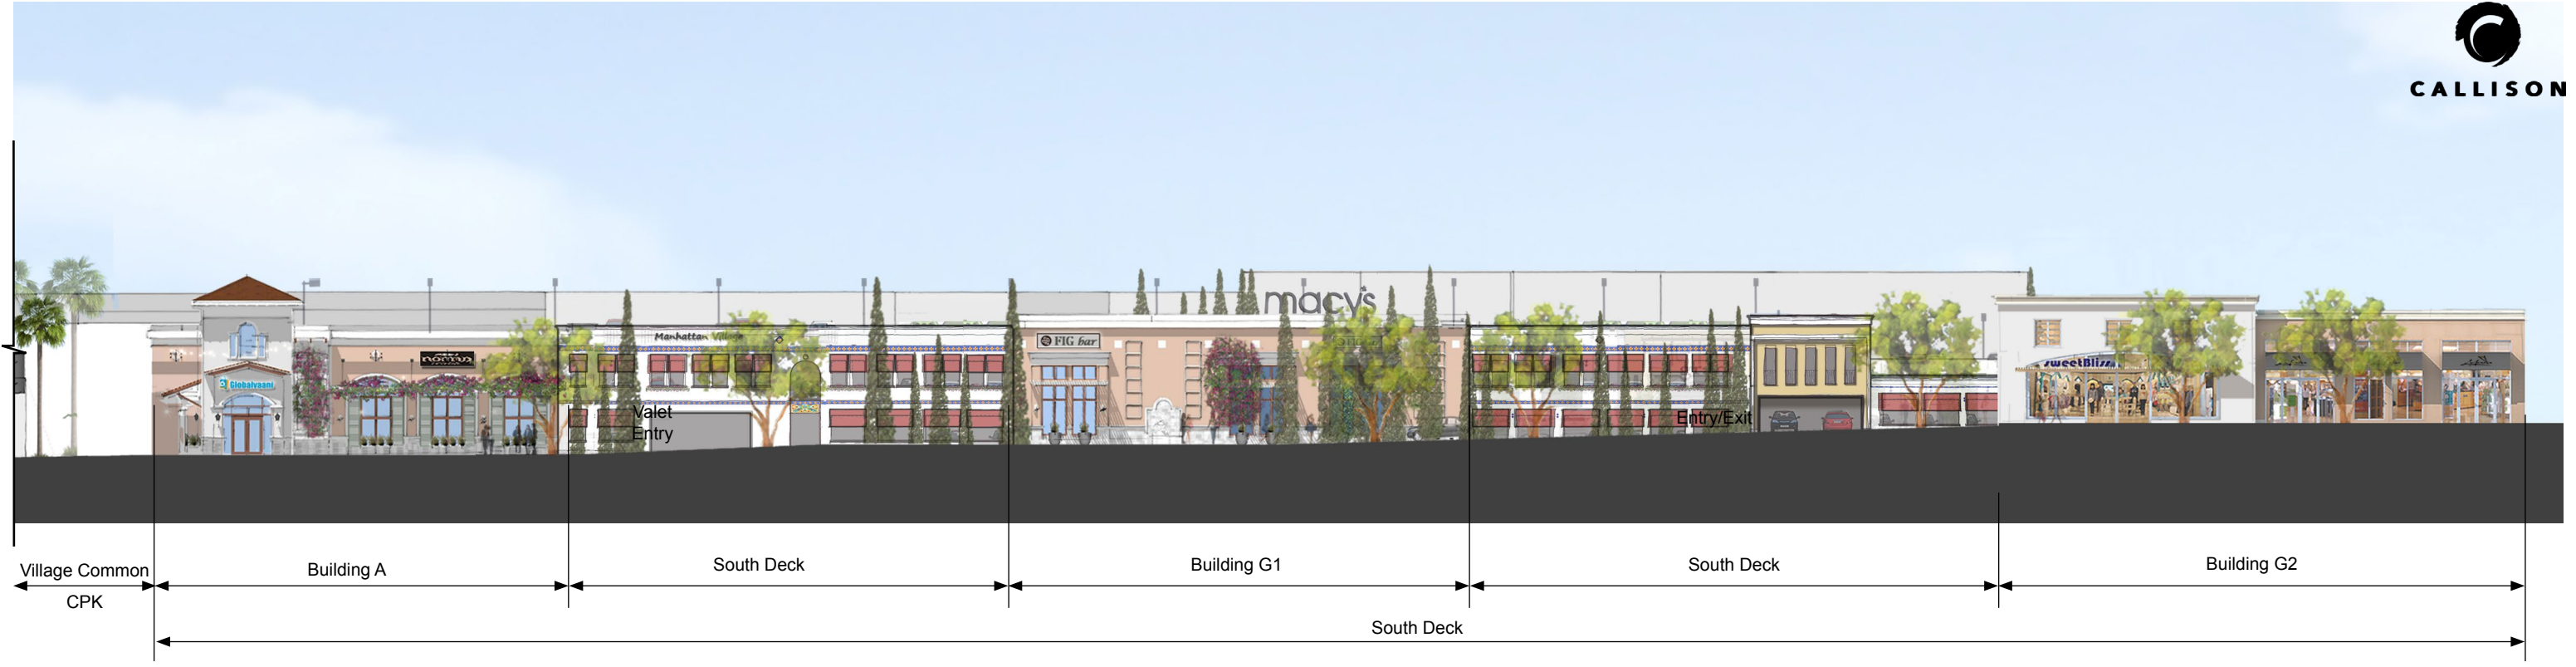 CALLISON
macy's
Manhattan Village
FIG bar
Globalvaani
sweetBlizz
Valet
Entry
Entry/Exit
Village Common
Building A
South Deck
Building G1
South Deck
Building G2
CPK
South Deck